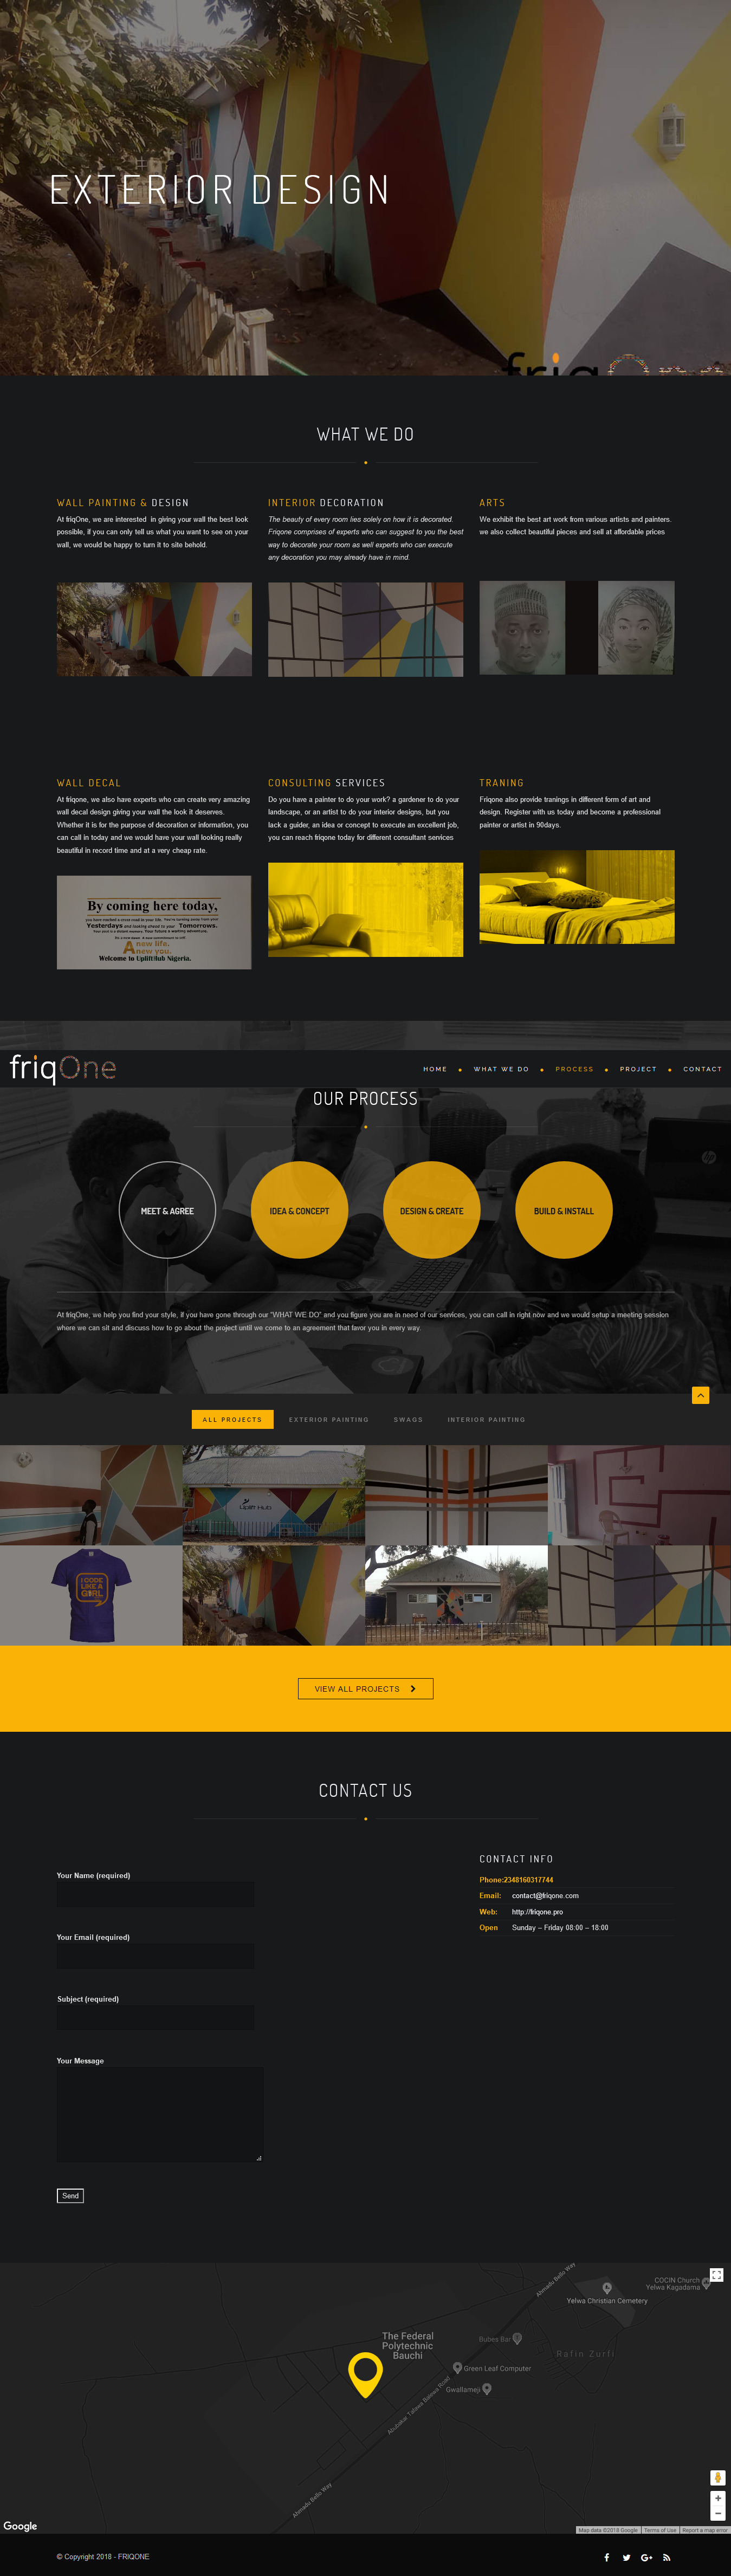 EXTERIOR DESIGN
friqOne
WHAT WE DO
WALL PAINTING & DESIGN
At friqOne, we are interested in giving your wall the best look
possible, if you can only tell us what you want to see on your
wall, we would be happy to turn it to site behold.
INTERIOR DECORATION
The beauty of every room lies solely on how it is decorated.
Friqone comprises of experts who can suggest to you the best
way to decorate your room as well experts who can execute
any decoration you may already have in mind.
ARTS
We exhibit the best art work from various artists and painters.
we also collect beautiful pieces and sell at affordable prices
WALL DECAL
At friqone, we also have experts who can create very amazing
wall decal design giving your wall the look it deserves.
Whether it is for the purpose of decoration or information, you
can call in today and we would have your wall looking really
beautiful in record time and at a very cheap rate.
By coming here today,
you have reached a cross road in your life. You're turning away from your
Yesterdays and looking ahead to your Tomorrows.
A new life.
A new you.
Welcome to UpliftHub Nigeria.
CONSULTING SERVICES
Do you have a painter to do your work? a gardener to do your
landscape, or an artist to do your interior designs, but you
lack a guider, an idea or concept to execute an excellent job,
you can reach friqone today for different consultant services
TRANING
Friqone also provide tranings in different form of art and
design. Register with us today and become a professional
painter or artist in 90days.
friqOne
HOME
WHAT WE DO
PROCESS
PROJECT
CONTACT
OUR PROCESS
MEET & AGREE
IDEA & CONCEPT
DESIGN & CREATE
BUILD & INSTALL
At friqOne, we help you find your style, if you have gone through our "WHAT WE DO" and you figure you are in need of our services, you can call in right now and we would setup a meeting session
where we can sit and discuss how to go about the project until we come to an agreement that favor you in every way.
ALL PROJECTS
EXTERIOR PAINTING
SWAGS
INTERIOR PAINTING
Uplift Hub
I CODE
LIKE A
GIRL
VIEW ALL PROJECTS
CONTACT US
Your Name (required)
Your Email (required)
Subject (required)
Your Message
Send
CONTACT INFO
Phone:2348160317744
Email: contact@friqone.com
Web: http://friqone.pro
Open Sunday – Friday 08:00 – 18:00
Ahmadu Bello Way
COCIN Church
Yelwa Kagadama
Yelwa Christian Cemetery
The Federal
Polytechnic
Bauchi
Bubes Bar
Rafin Zurfi
Green Leaf Computer
Gwallameji
Abubakar Tafawa Balewa Road
Ahmadu Bello Way
Google
Map data ©2018 Google
Terms of Use
Report a map error
© Copyright 2018 - FRIQONE